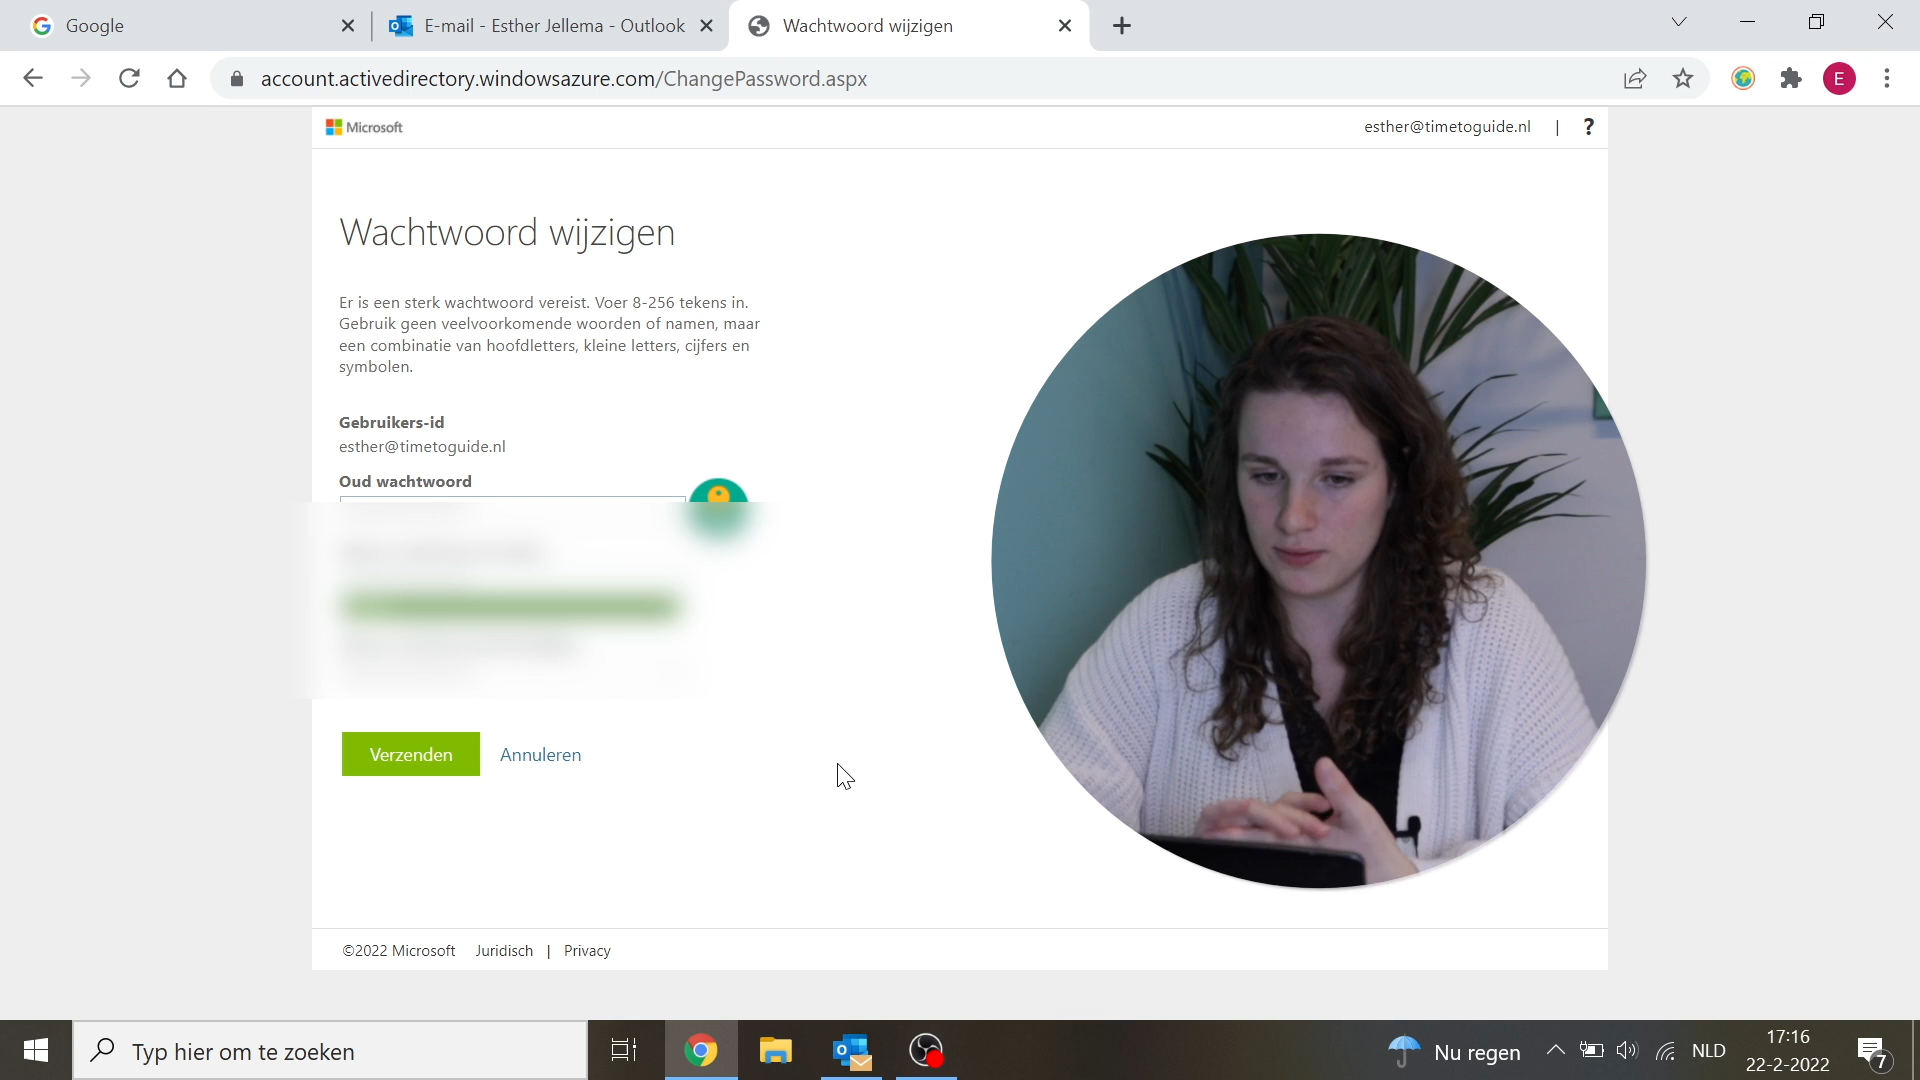 Google
E-mail - Esther Jellema - Outlook
Wachtwoord wijzigen
account.activedirectory.windowsazure.com/ChangePassword.aspx
E
Microsoft
esther@timetoguide.nl | ?
Wachtwoord wijzigen
Er is een sterk wachtwoord vereist. Voer 8-256 tekens in.
Gebruik geen veelvoorkomende woorden of namen, maar
een combinatie van hoofdletters, kleine letters, cijfers en
symbolen.
Gebruikers-id
esther@timetoguide.nl
Oud wachtwoord
Verzenden
Annuleren
©2022 Microsoft Juridisch | Privacy
Typ hier om te zoeken
Nu regen
NLD
17:16
22-2-2022
7